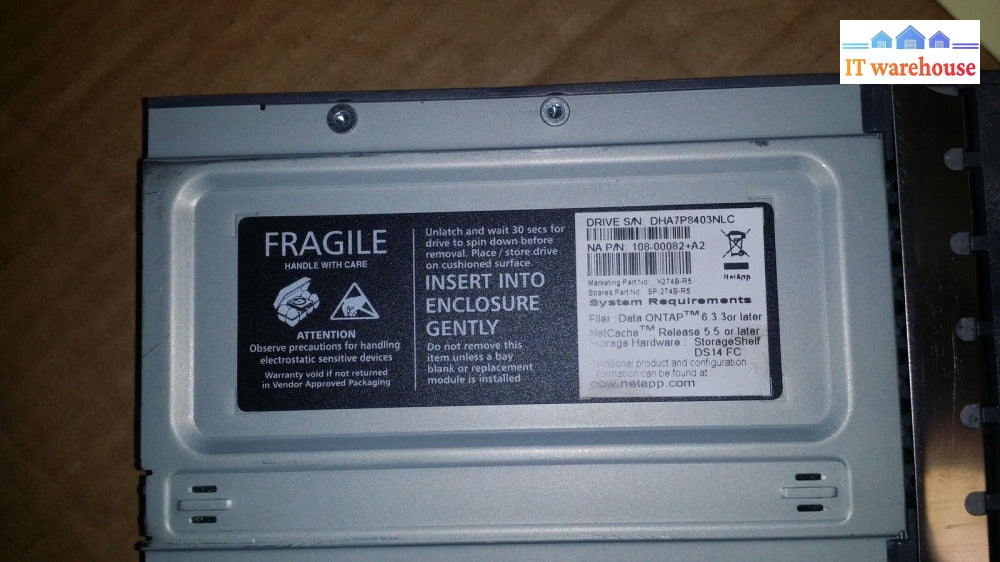 IT warehouse
FRAGILE
HANDLE WITH CARE
ATTENTION
Observe precautions for handling
electrostatic sensitive devices
Warranty void if not returned
in Vendor Approved Packaging
Unlatch and wait 30 secs for
drive to spin down before
removal. Place / store drive
on cushioned surface.
INSERT INTO
ENCLOSURE
GENTLY
Do not remove this
item unless a bay
blank or replacement
module is installed
DRIVE S/N: DHA7P8403NLC
NA P/N: 108-00082+A2
NetApp
Marketing Part No: X274B-R5
Spares Part No: SP-274B-R5
System Requirements
Filer : Data ONTAP™ 6.3.3or later
NetCache™ Release 5.5 or later
Storage Hardware : StorageShelf
DS14 FC
Additional product and configuration
information can be found at
now.netapp.com